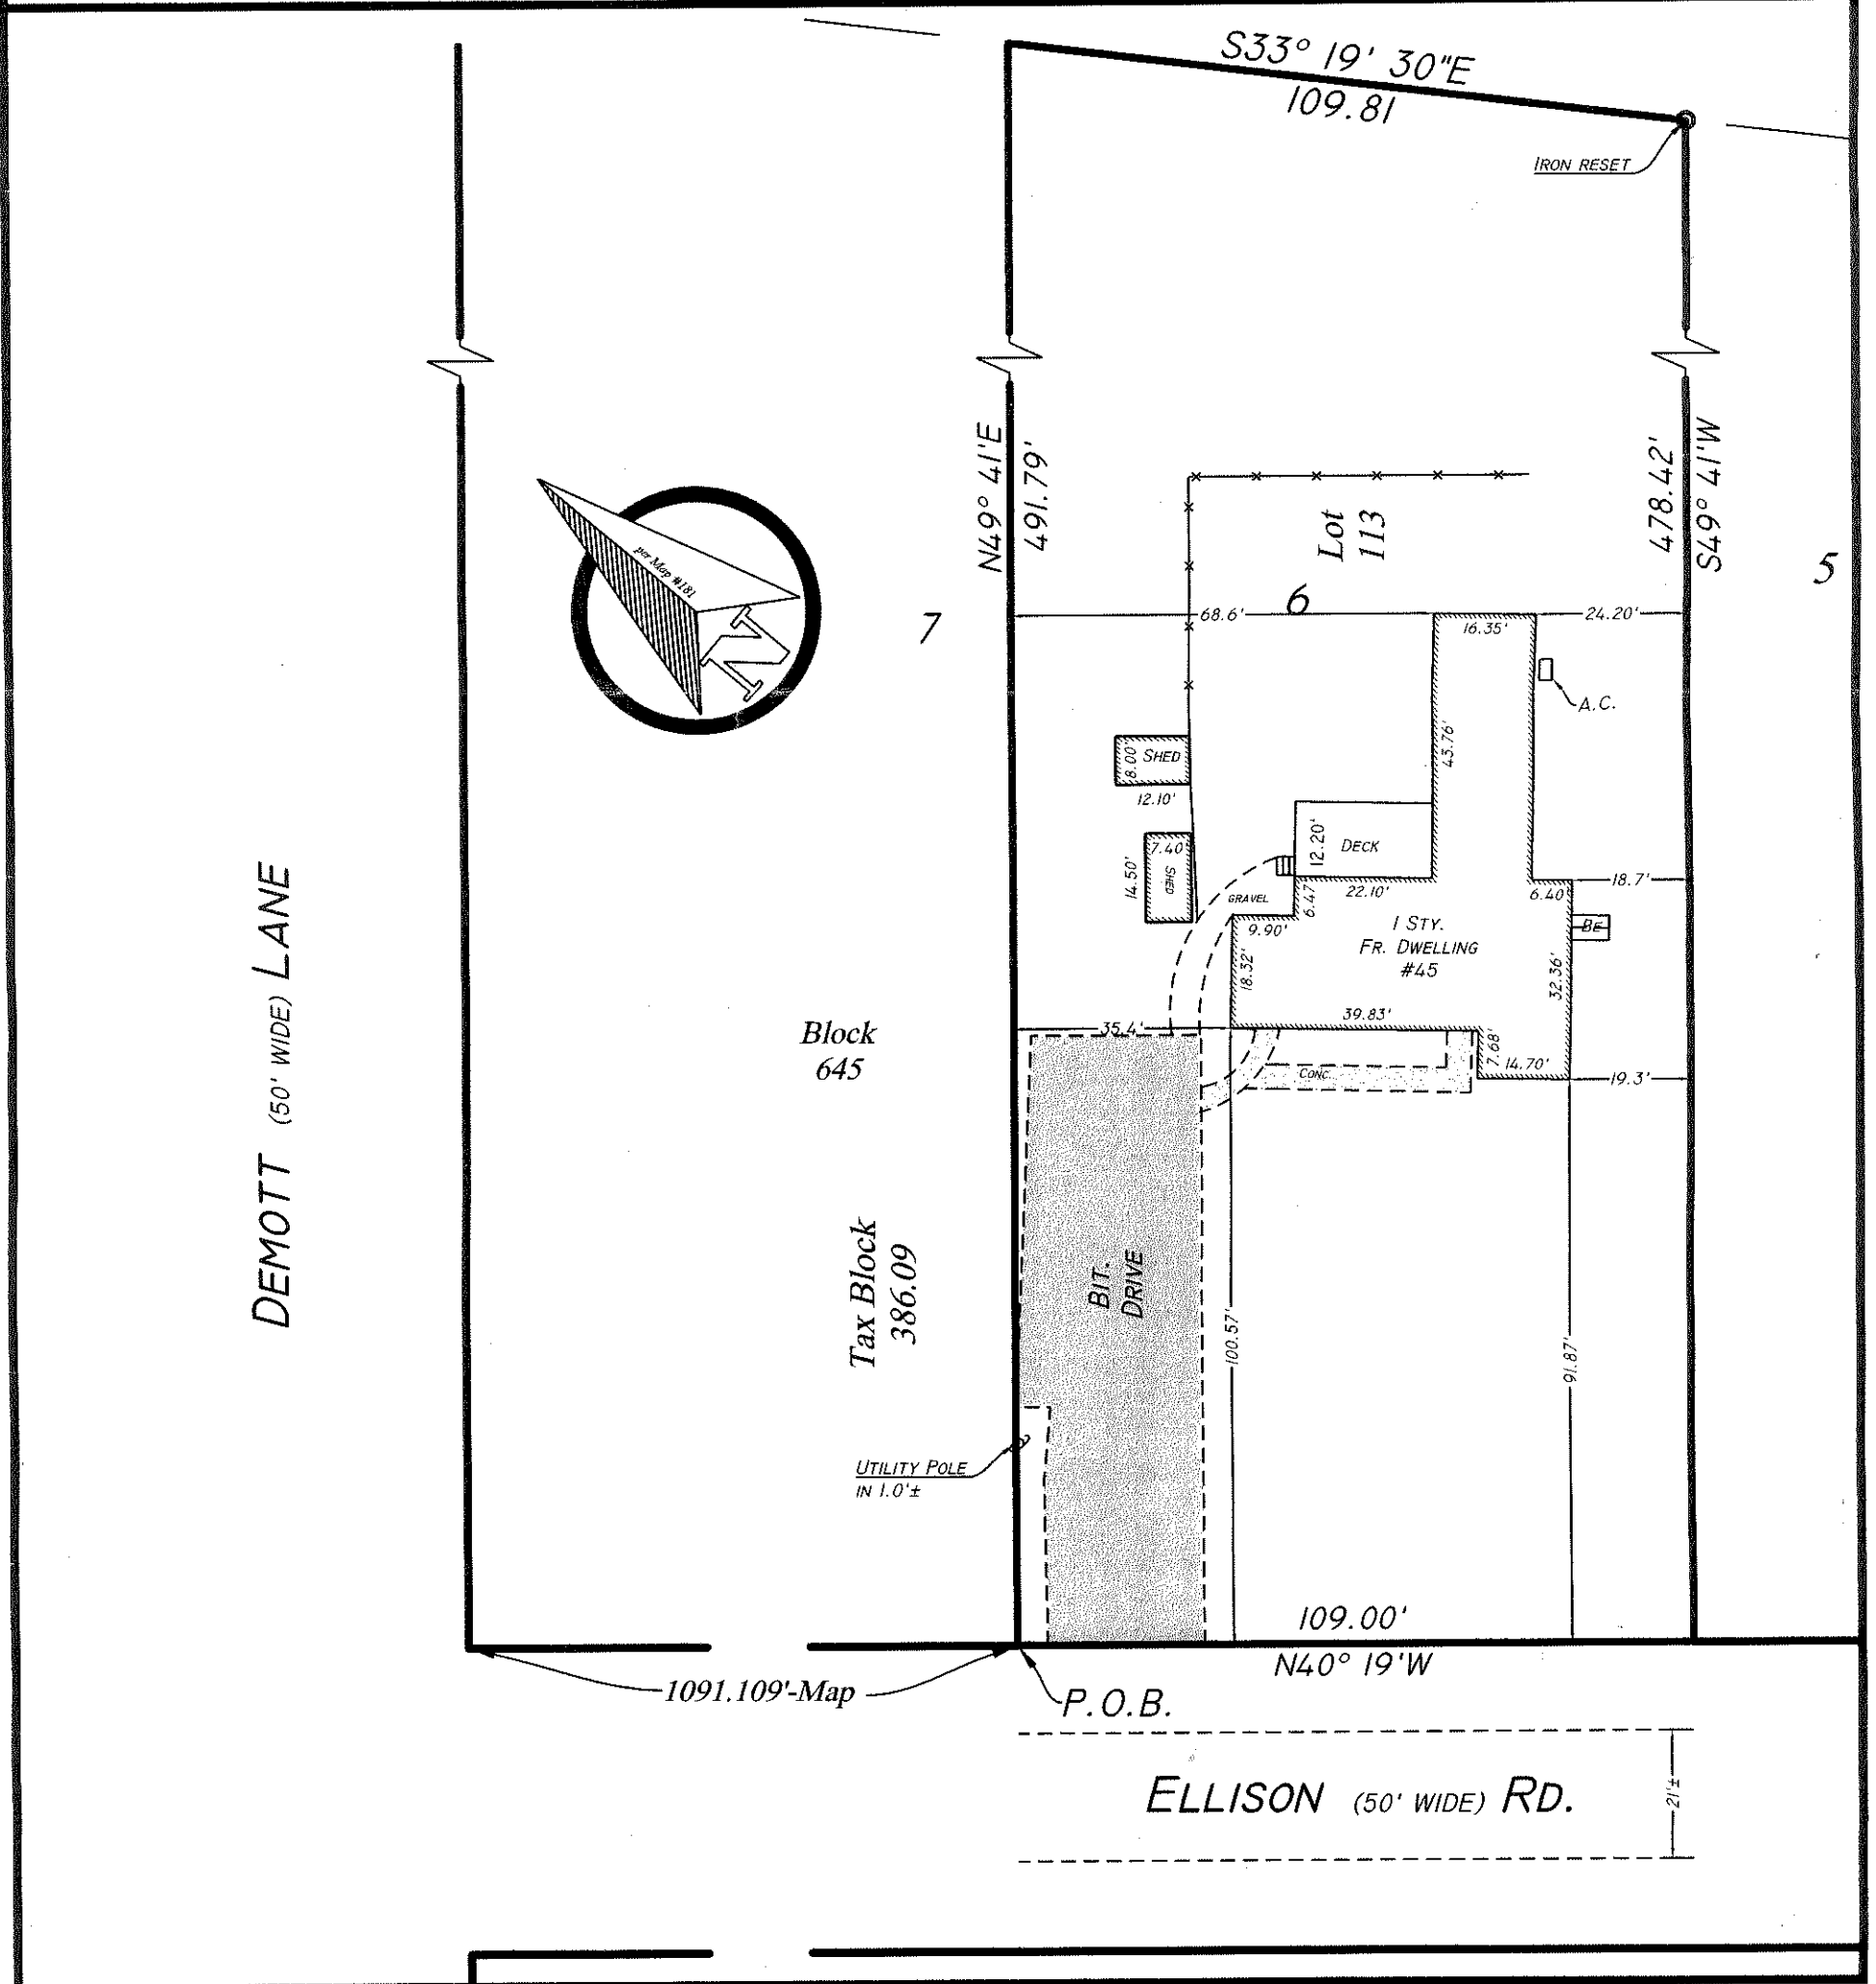 S33° 19' 30"E
109.81
IRON RESET
N49° 41'E
491.79'
478.42'
S49° 41'W
Lot
113
5
per Map #181
N
7
68.6'
6
16.35'
24.20'
A.C.
43.76'
8.00'
SHED
12.10'
7.40'
SHED
14.50'
12.20'
DECK
GRAVEL
6.47'
22.10'
6.40'
18.7'
9.90'
1 STY.
FR. DWELLING
#45
BE
18.32'
32.36'
39.83'
35.4'
7.68'
14.70'
19.3'
CONC.
Block
645
DEMOTT (50' WIDE) LANE
Tax Block
386.09
BIT.
DRIVE
100.57'
91.87'
UTILITY POLE
IN 1.0'±
109.00'
N40° 19'W
1091.109'-Map
P.O.B.
ELLISON (50' WIDE) RD.
21'±